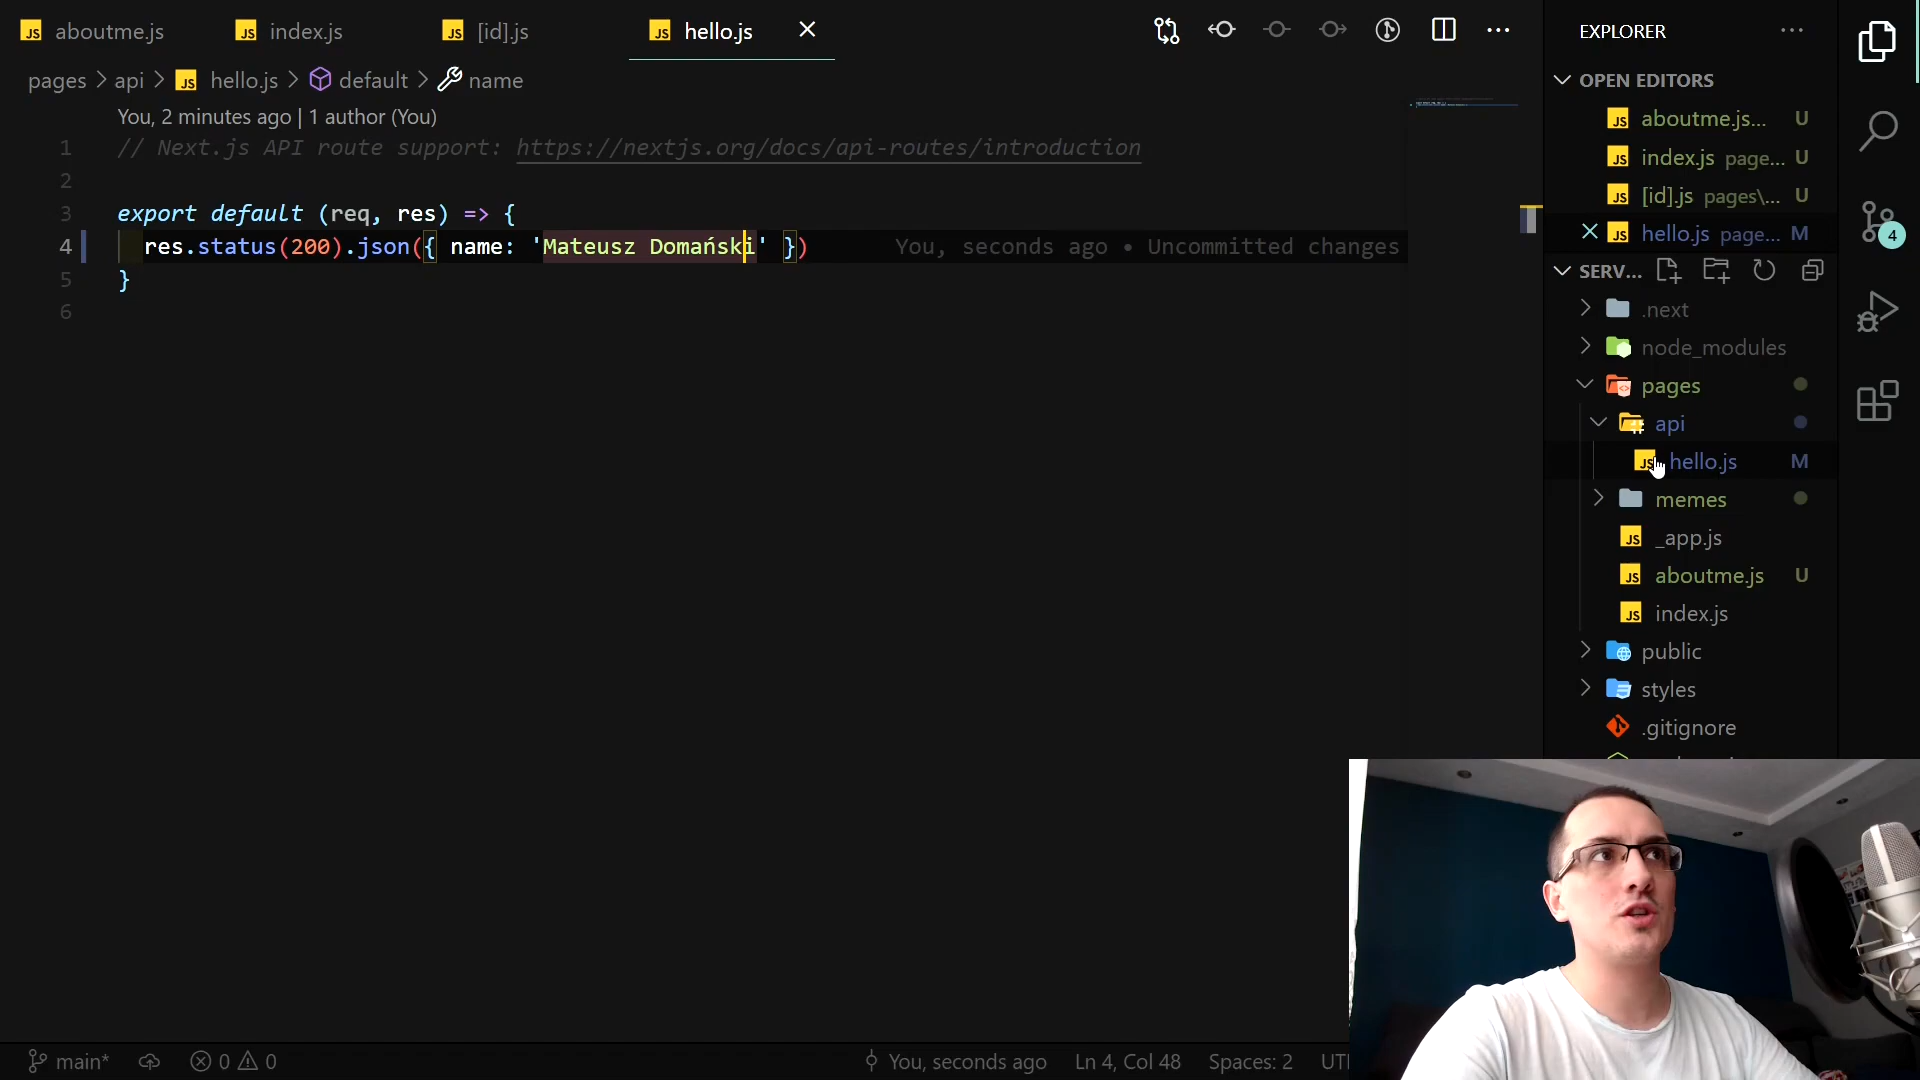 aboutme.js
index.js
[id].js
hello.js
EXPLORER
pages > api > hello.js > default > name
OPEN EDITORS
You, 2 minutes ago | 1 author (You)
aboutme.js... U
1 // Next.js API route support: https://nextjs.org/docs/api-routes/introduction
index.js page... U
2
[id].js pages\... U
3 export default (req, res) => {
hello.js page... M
4 res.status(200).json({ name: 'Mateusz Domański' }) You, seconds ago • Uncommitted changes
4
SERV...
5 }
6
.next
node_modules
pages
api
hello.js M
memes
_app.js
aboutme.js U
index.js
public
styles
.gitignore
main* 0 0 You, seconds ago Ln 4, Col 48 Spaces: 2